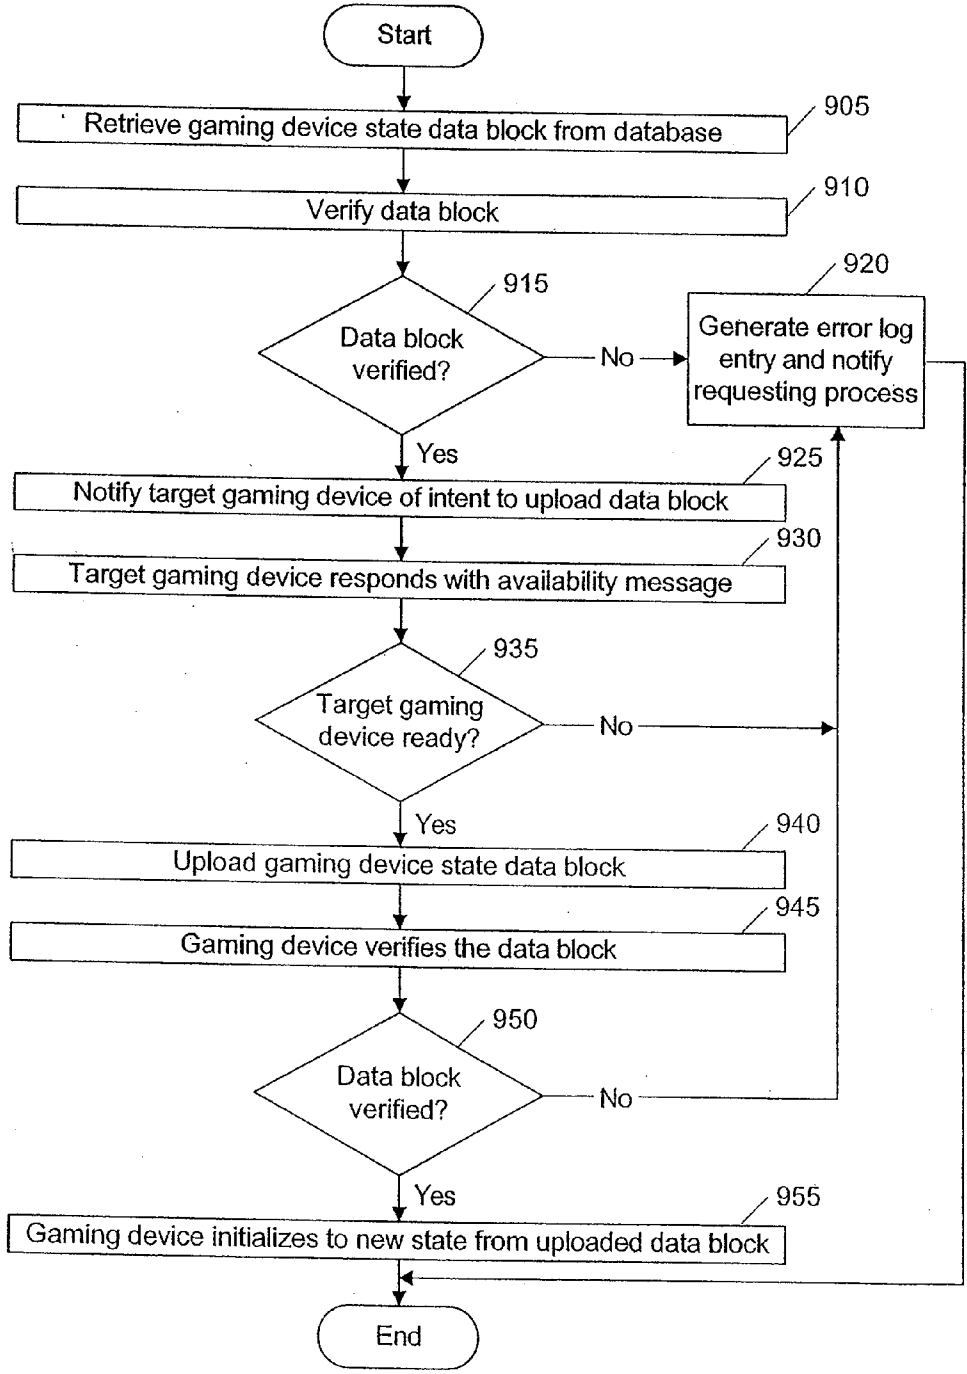 Start
905
Retrieve gaming device state data block from database
910
Verify data block
915
920
Data block
verified?
No
Generate error log
entry and notify
requesting process
Yes
925
Notify target gaming device of intent to upload data block
930
Target gaming device responds with availability message
935
Target gaming
device ready?
No
Yes
940
Upload gaming device state data block
945
Gaming device verifies the data block
950
Data block
verified?
No
Yes
955
Gaming device initializes to new state from uploaded data block
End